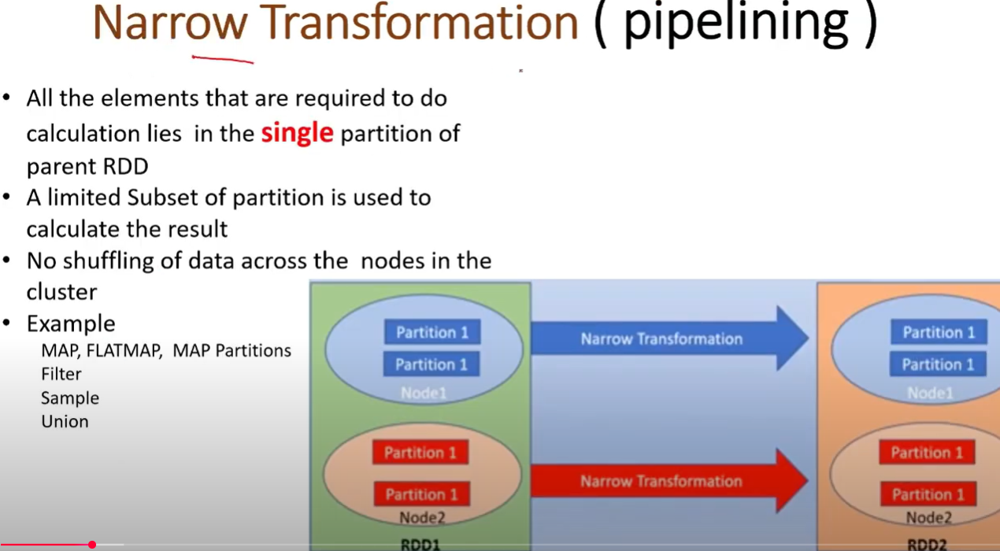 Narrow Transformation ( pipelining )
• All the elements that are required to do
calculation lies in the single partition of
parent RDD
• A limited Subset of partition is used to
calculate the result
• No shuffling of data across the nodes in the
cluster
• Example
MAP, FLATMAP, MAP Partitions
Filter
Sample
Union
Partition 1
Partition 1
Node1
Narrow Transformation
Partition 1
Partition 1
Node1
Partition 1
Partition 1
Node2
Narrow Transformation
Partition 1
Partition 1
Node2
RDD1
RDD2